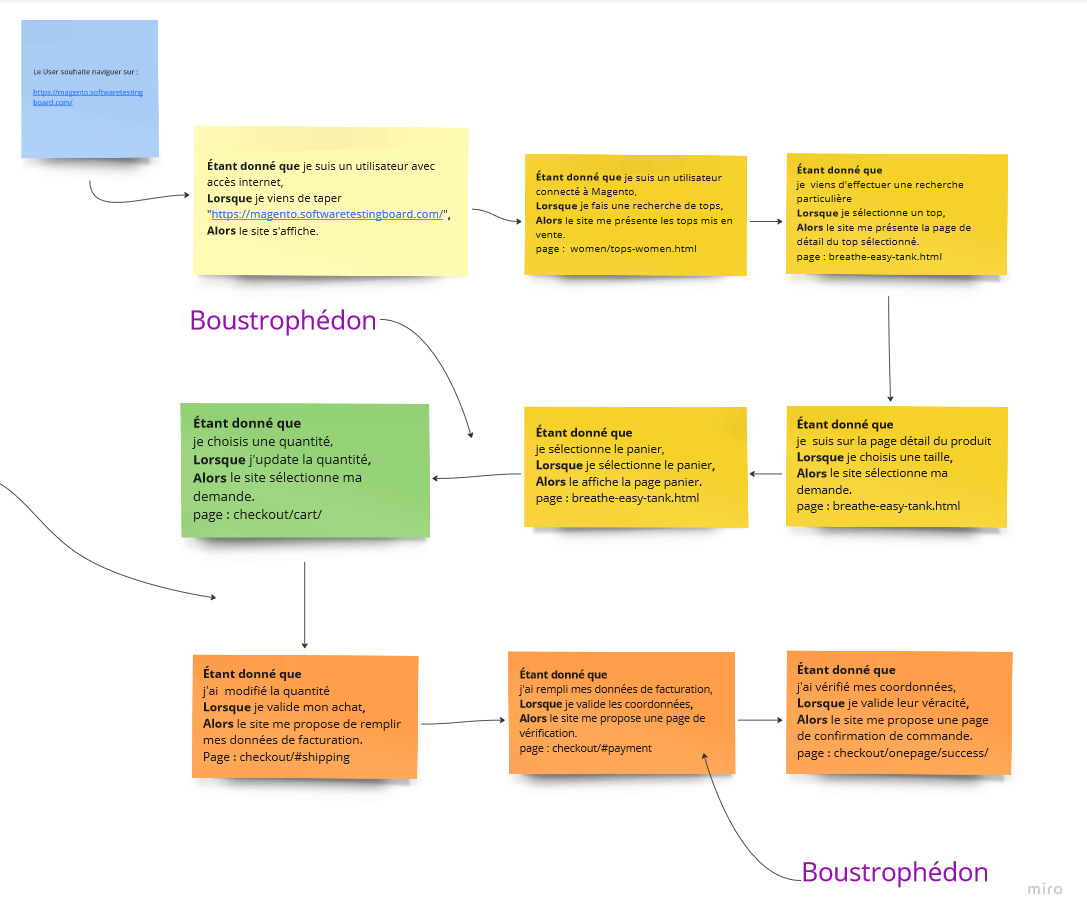 Le User souhaite naviguer sur :
https://magento.softwaretesting
board.com/
Étant donné que je suis un utilisateur avec
accès internet,
Lorsque je viens de taper
"https://magento.softwaretestingboard.com/",
Alors le site s'affiche.
Étant donné que je suis un utilisateur
connecté à Magento,
Lorsque je fais une recherche de tops,
Alors le site me présente les tops mis en
vente.
page : women/tops-women.html
Étant donné que
je viens d'effectuer une recherche
particulière
Lorsque je sélectionne un top,
Alors le site me présente la page de
détail du top sélectionné.
page : breathe-easy-tank.html
Boustrophédon
Étant donné que
je suis sur la page détail du produit
Lorsque je choisis une taille,
Alors le site sélectionne ma
demande.
page : breathe-easy-tank.html
Étant donné que
je sélectionne le panier,
Lorsque je sélectionne le panier,
Alors le affiche la page panier.
page : breathe-easy-tank.html
Étant donné que
je choisis une quantité,
Lorsque j'update la quantité,
Alors le site sélectionne ma
demande.
page : checkout/cart/
Étant donné que
j'ai modifié la quantité
Lorsque je valide mon achat,
Alors le site me propose de remplir
mes données de facturation.
Page : checkout/#shipping
Étant donné que
j'ai rempli mes données de facturation,
Lorsque je valide les coordonnées,
Alors le site me propose une page de
vérification.
page : checkout/#payment
Étant donné que
j'ai vérifié mes coordonnées,
Lorsque je valide leur véracité,
Alors le site me propose une page
de confirmation de commande.
page : checkout/onepage/success/
Boustrophédon
miro